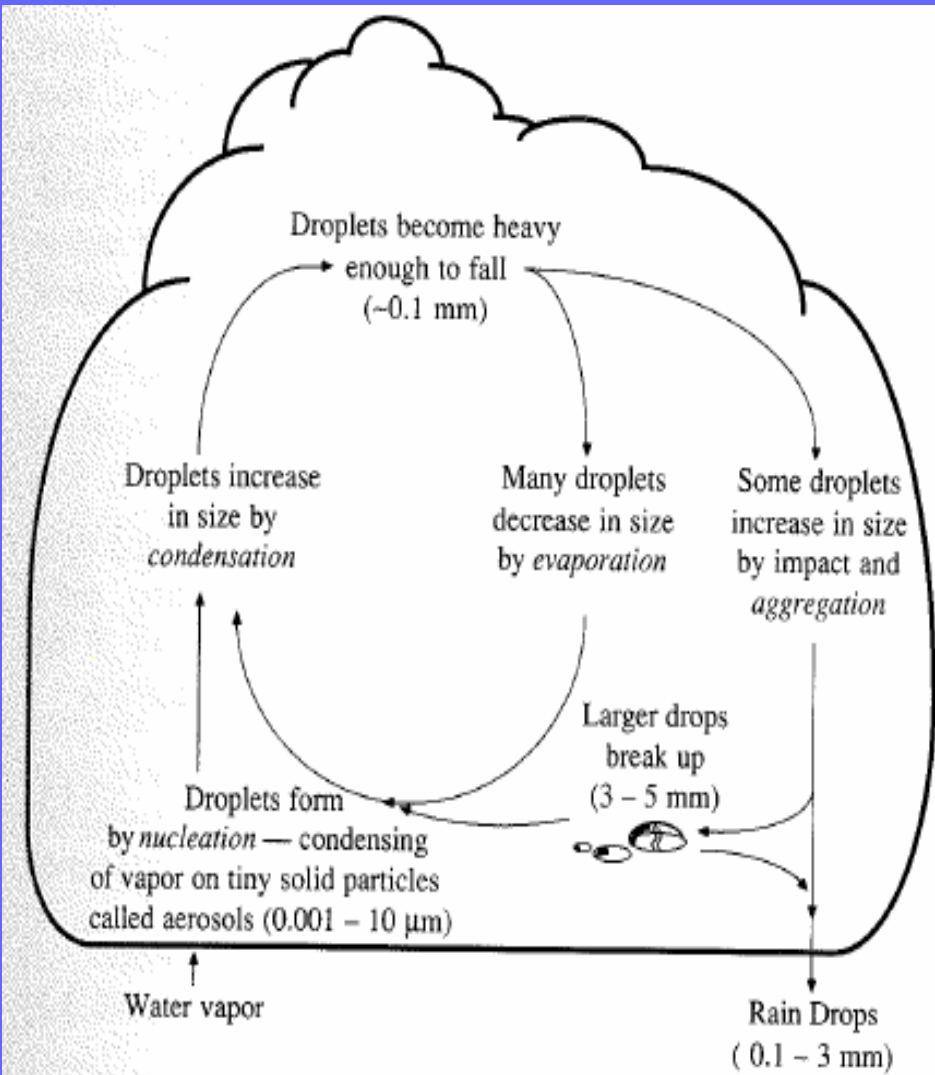 Droplets become heavy
enough to fall
(~0.1 mm)
Droplets increase
in size by
condensation
Many droplets
decrease in size
by evaporation
Some droplets
increase in size
by impact and
aggregation
Larger drops
break up
(3 – 5 mm)
Droplets form
by nucleation — condensing
of vapor on tiny solid particles
called aerosols (0.001 – 10 μm)
Water vapor
Rain Drops
( 0.1 – 3 mm)